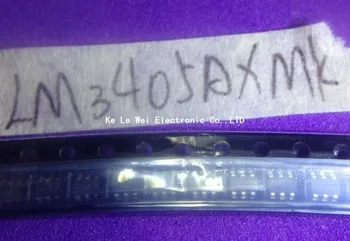 LM3405AXMK
Ke Le Wei Electronic Co.,Ltd